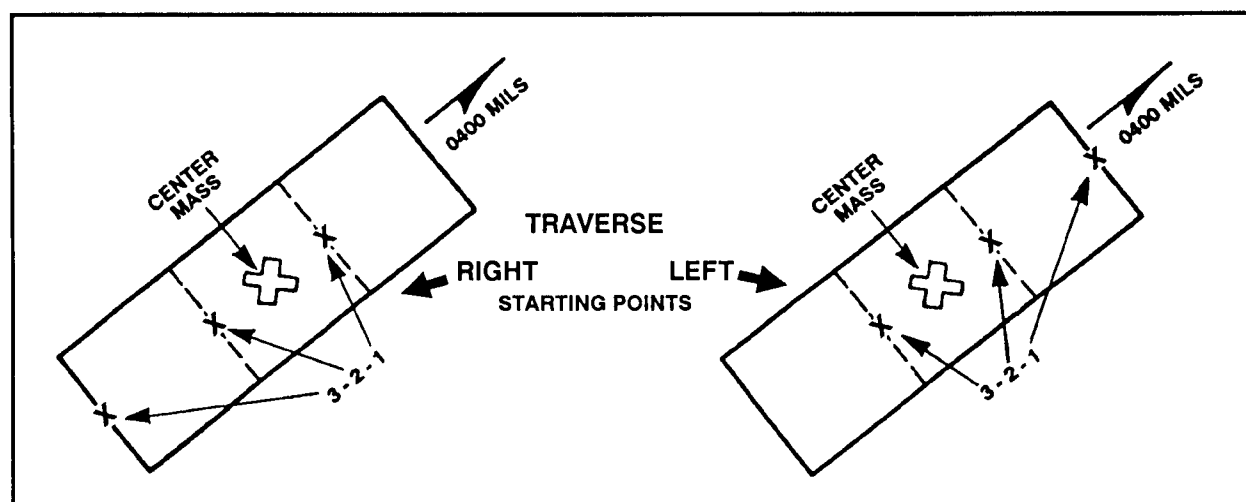 0400 MILS
CENTER
MASS
TRAVERSE
RIGHT
LEFT
STARTING POINTS
3 - 2 - 1
X
X
X
0400 MILS
CENTER
MASS
3 - 2 - 1
X
X
X